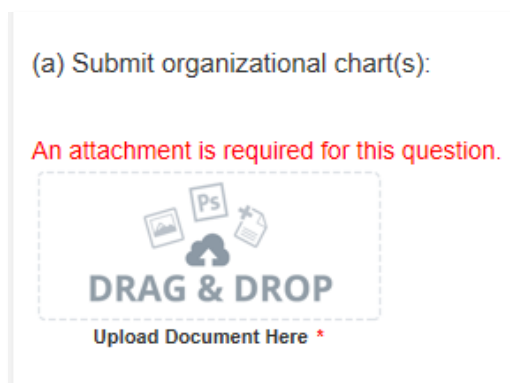 (a) Submit organizational chart(s):
An attachment is required for this question.
Ps
DRAG & DROP
Upload Document Here *